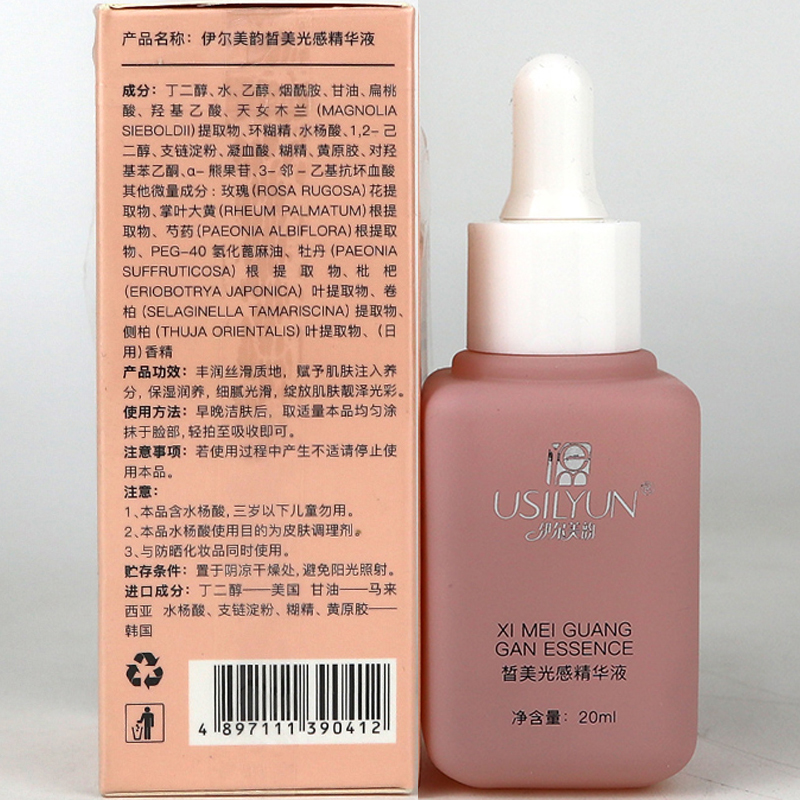 产品名称：伊尔美韵皙美光感精华液
成分：丁二醇、水、乙醇、烟酰胺、甘油、扁桃
酸、羟基乙酸、天女木兰(MAGNOLIA
SIEBOLDII)提取物、环糊精、水杨酸、1,2-己
二醇、支链淀粉、凝血酸、糊精、黄原胶、对羟
基苯乙酮、α-熊果苷、3-邻-乙基抗坏血酸
其他微量成分：玫瑰(ROSA RUGOSA)花提
取物、掌叶大黄(RHEUM PALMATUM)根提
取物、芍药(PAEONIA ALBIFLORA)根提取
物、PEG-40 氢化蓖麻油、牡丹(PAEONIA
SUFFRUTICOSA)根提取物、枇杷
(ERIOBOTRYA JAPONICA) 叶提取物、卷
柏(SELAGINELLA TAMARISCINA)提取物、
侧柏(THUJA ORIENTALIS)叶提取物、（日
用)香精
产品功效：丰润丝滑质地，赋予肌肤注入养
分，保湿润养，细腻光滑，绽放肌肤靓泽光彩。
使用方法：早晚洁肤后，取适量本品均匀涂
抹于脸部，轻拍至吸收即可。
注意事项：若使用过程中产生不适请停止使
用本品。
注意：
1、本品含水杨酸，三岁以下儿童勿用。
2、本品水杨酸使用目的为皮肤调理剂。
3、与防晒化妆品同时使用。
贮存条件：置于阴凉干燥处，避免阳光照射。
进口成分：丁二醇——美国 甘油——马来
西亚 水杨酸、支链淀粉、糊精、黄原胶——
韩国
4 897111 390412
USILYUN
伊尔美韵
XI MEI GUANG
GAN ESSENCE
皙美光感精华液
净含量：20ml